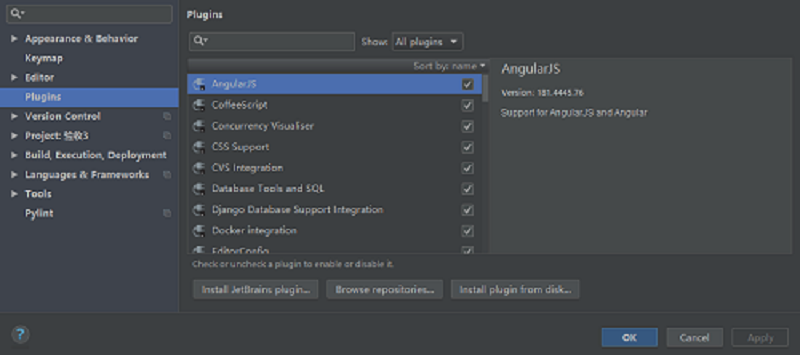 Plugins
Appearance & Behavior
Keymap
Editor
Plugins
Version Control
Project: 验收3
Build, Execution, Deployment
Languages & Frameworks
Tools
Pylint
Show: All plugins
Sort by: name
AngularJS
CoffeeScript
Concurrency Visualiser
CSS Support
CVS Integration
Database Tools and SQL
Django Database Support Integration
Docker integration
EditorConfig
AngularJS
Version: 181.4445.76
Support for AngularJS and Angular
Check or uncheck a plugin to enable or disable it.
Install JetBrains plugin... Browse repositories... Install plugin from disk...
? OK Cancel Apply